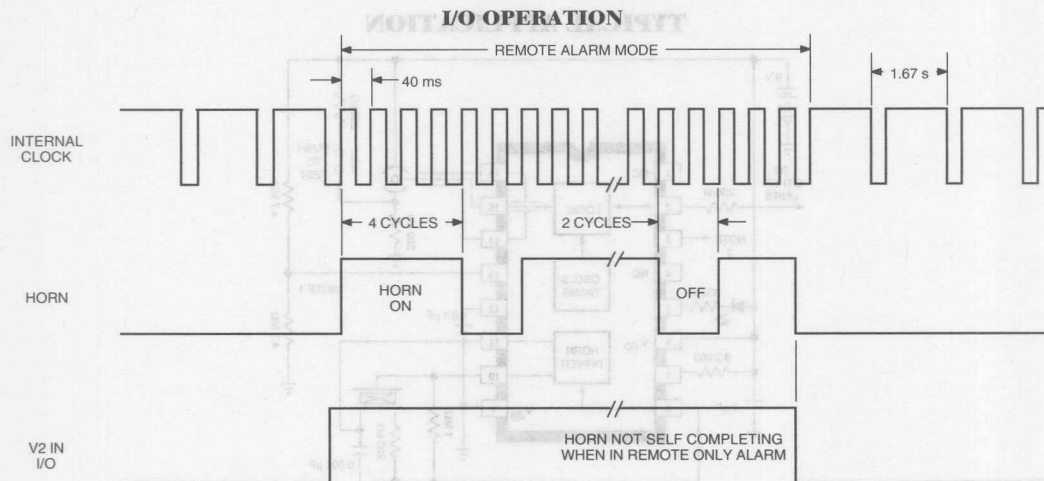 I/O OPERATION
REMOTE ALARM MODE
40 ms
1.67 s
INTERNAL
CLOCK
4 CYCLES
2 CYCLES
HORN
HORN
ON
OFF
V2 IN
I/O
HORN NOT SELF COMPLETING
WHEN IN REMOTE ONLY ALARM